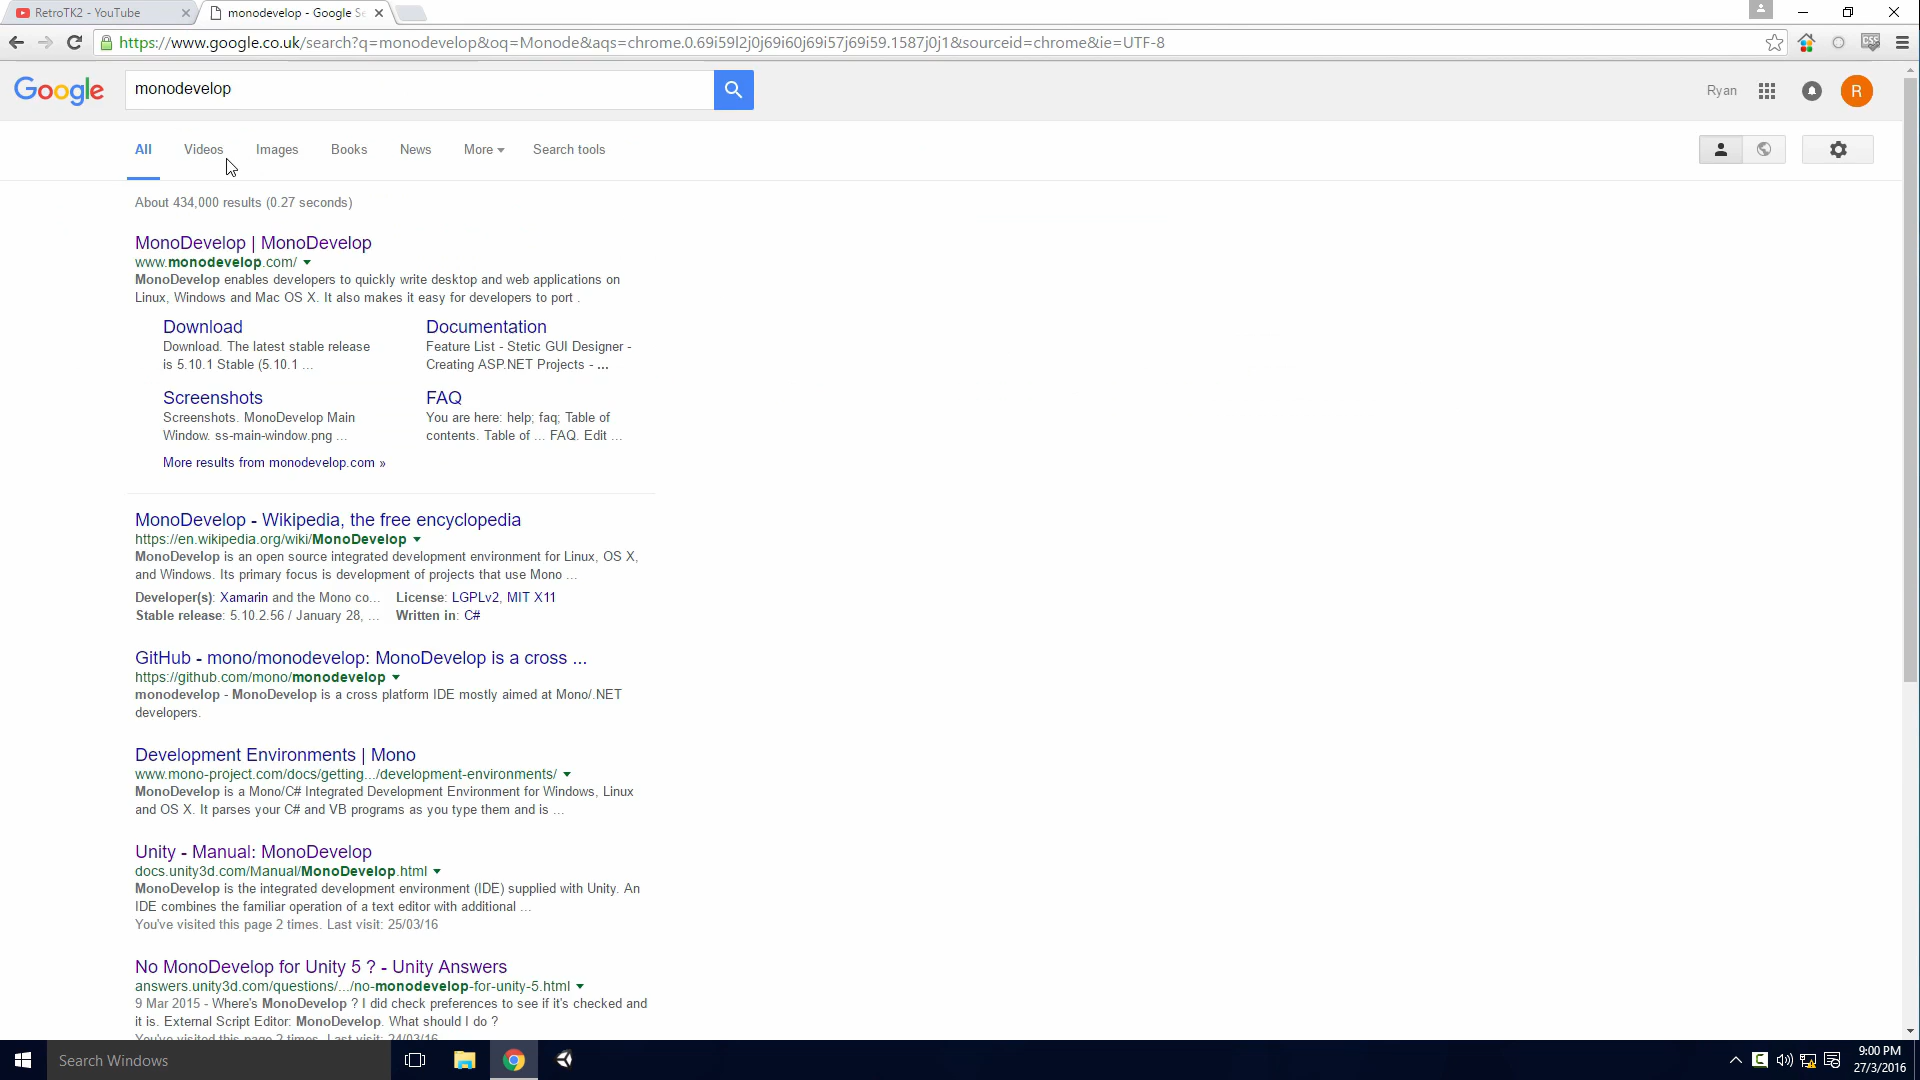 RetroTK2 - YouTube
monodevelop - Google Se
https://www.google.co.uk/search?q=monodevelop&oq=Monode&aqs=chrome.0.69i59l2j0j69i60j69i57j69i59.1587j0j1&sourceid=chrome&ie=UTF-8
CSS
Google
monodevelop
Ryan
R
All Videos Images Books News More Search tools
About 434,000 results (0.27 seconds)
MonoDevelop | MonoDevelop
www.monodevelop.com/
MonoDevelop enables developers to quickly write desktop and web applications on
Linux, Windows and Mac OS X. It also makes it easy for developers to port .
Download
Download. The latest stable release
is 5.10.1 Stable (5.10.1 ...
Documentation
Feature List - Stetic GUI Designer -
Creating ASP.NET Projects - ...
Screenshots
Screenshots. MonoDevelop Main
Window. ss-main-window.png ...
FAQ
You are here: help; faq; Table of
contents. Table of ... FAQ. Edit ...
More results from monodevelop.com »
MonoDevelop - Wikipedia, the free encyclopedia
https://en.wikipedia.org/wiki/MonoDevelop
MonoDevelop is an open source integrated development environment for Linux, OS X,
and Windows. Its primary focus is development of projects that use Mono ...
Developer(s): Xamarin and the Mono co... License: LGPLv2, MIT X11
Stable release: 5.10.2.56 / January 28, ... Written in: C#
GitHub - mono/monodevelop: MonoDevelop is a cross ...
https://github.com/mono/monodevelop
monodevelop - MonoDevelop is a cross platform IDE mostly aimed at Mono/.NET
developers.
Development Environments | Mono
www.mono-project.com/docs/getting.../development-environments/
MonoDevelop is a Mono/C# Integrated Development Environment for Windows, Linux
and OS X. It parses your C# and VB programs as you type them and is ...
Unity - Manual: MonoDevelop
docs.unity3d.com/Manual/MonoDevelop.html
MonoDevelop is the integrated development environment (IDE) supplied with Unity. An
IDE combines the familiar operation of a text editor with additional ...
You've visited this page 2 times. Last visit: 25/03/16
No MonoDevelop for Unity 5 ? - Unity Answers
answers.unity3d.com/questions/.../no-monodevelop-for-unity-5.html
9 Mar 2015 - Where's MonoDevelop ? I did check preferences to see if it's checked and
it is. External Script Editor: MonoDevelop. What should I do ?
You've visited this page 2 times. Last visit: 24/03/16
Search Windows
9:00 PM
27/3/2016